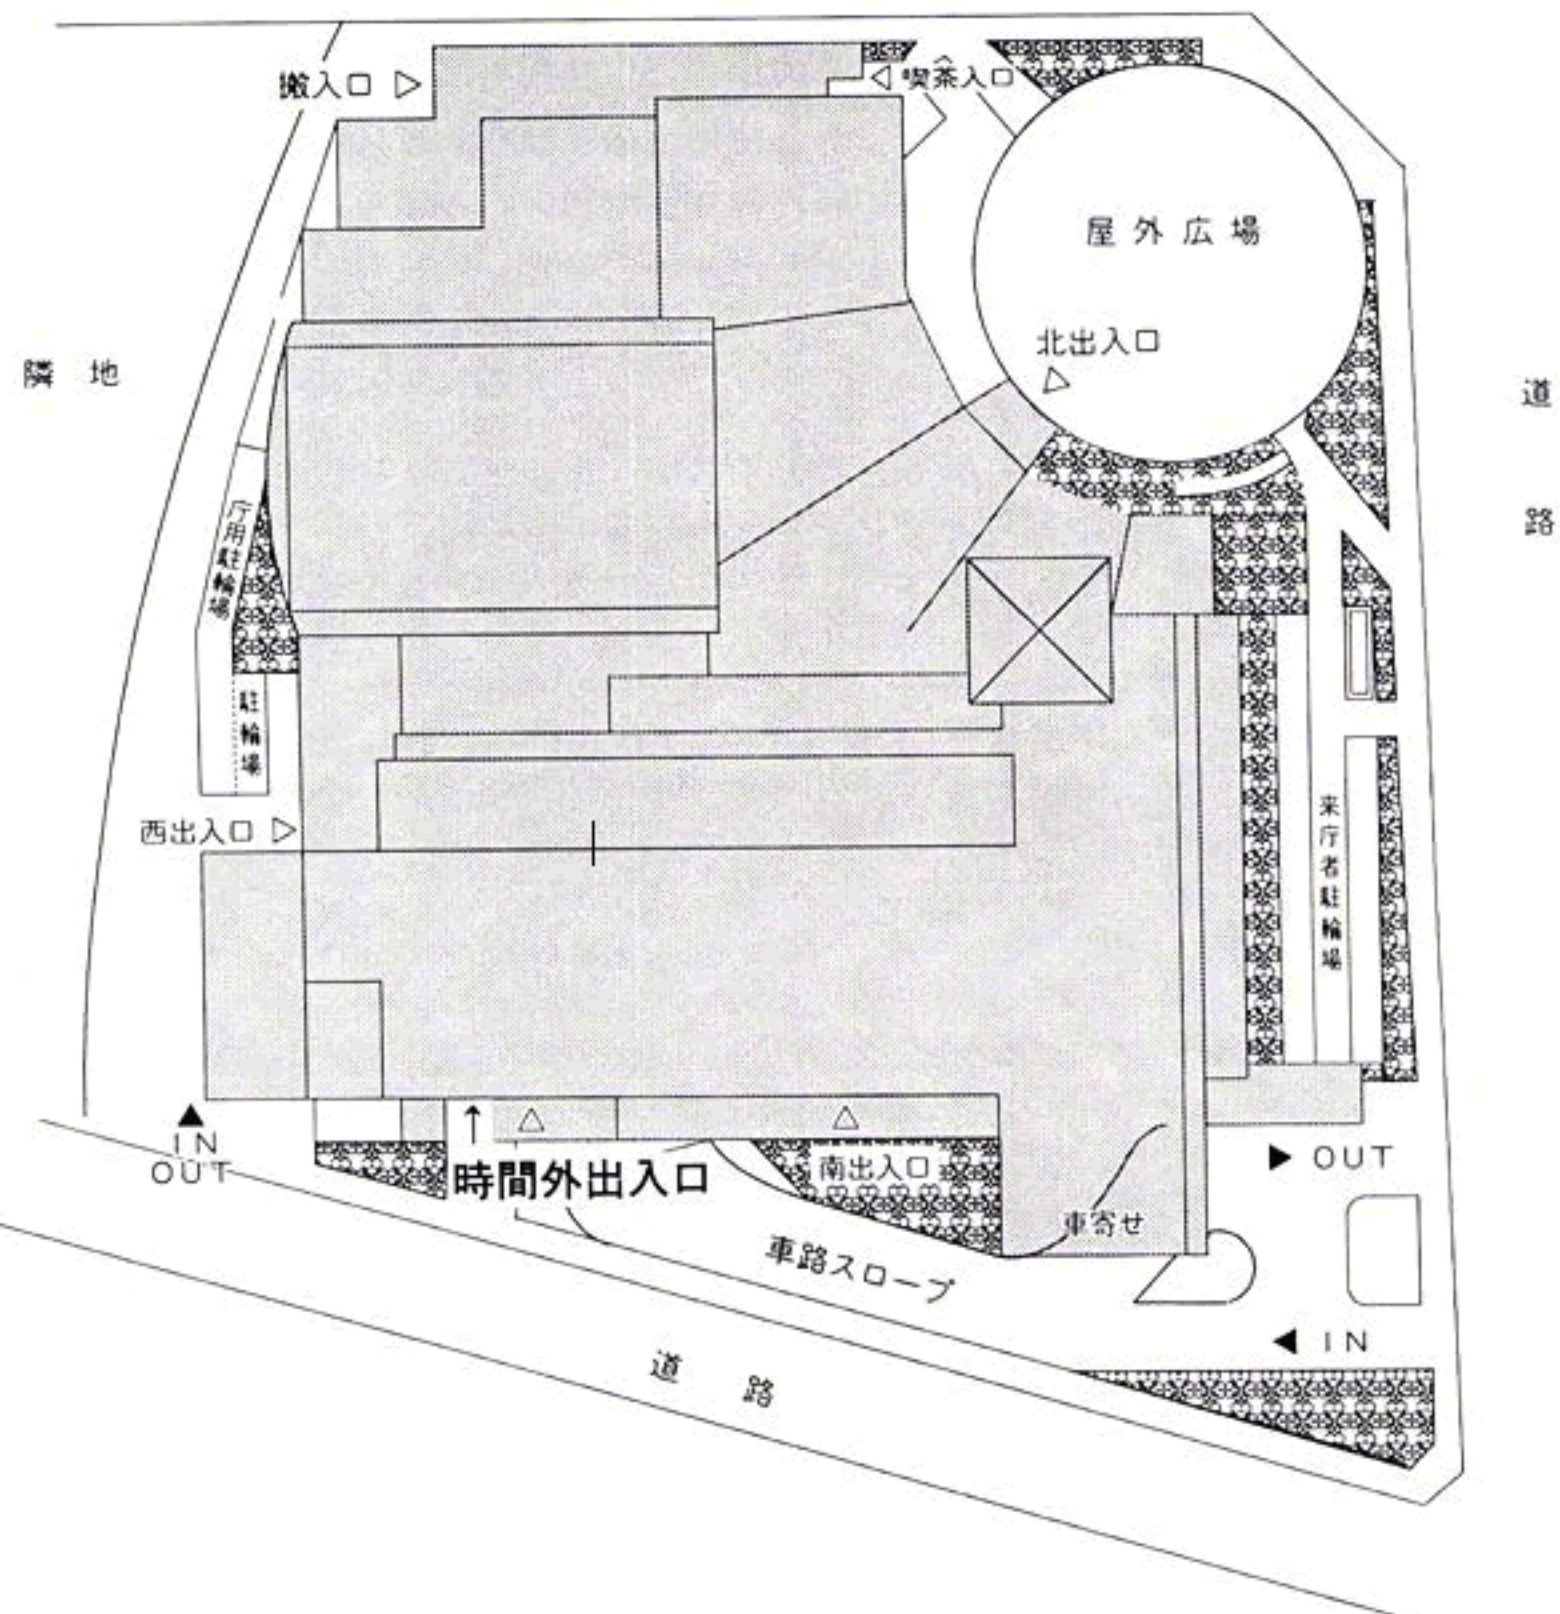 搬入口
喫茶入口
屋外広場
北出入口
隣地
道路
庁用駐輪場
駐輪場
西出入口
来庁者駐輪場
IN
OUT
時間外出入口
南出入口
車寄せ
OUT
車路スロープ
IN
道路